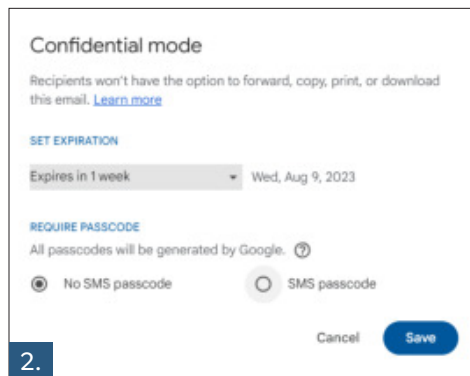 Confidential mode
Recipients won't have the option to forward, copy, print, or download
this email. Learn more
SET EXPIRATION
Expires in 1 week Wed, Aug 9, 2023
REQUIRE PASSCODE
All passcodes will be generated by Google.
No SMS passcode SMS passcode
Cancel Save
2.